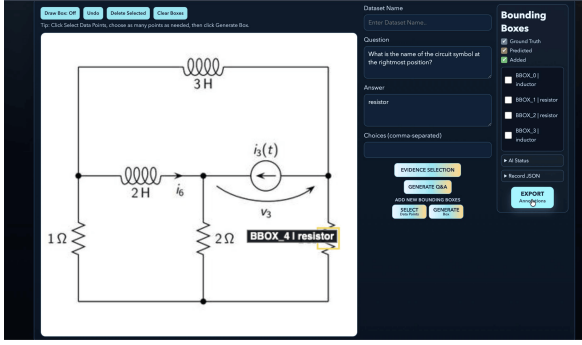 Draw Box: Off Undo Delete Selected Clear Boxes
Tip: Click Select Data Points, choose as many points as needed, then click Generate Box.
3 H
i3(t)
2 H
i6
v3
1 Ω
2 Ω
BBOX_4 | resistor
Dataset Name
Enter Dataset Name..
Question
What is the name of the circuit symbol at
the rightmost position?
Answer
resistor
Choices (comma-separated)
EVIDENCE SELECTION
GENERATE Q&A
ADD NEW BOUNDING BOXES
SELECT
Data Points
GENERATE
Box
Bounding
Boxes
Ground Truth
Predicted
Added
BBOX_0 |
inductor
BBOX_1 | resistor
BBOX_2 | resistor
BBOX_3 |
inductor
AI Status
Record JSON
EXPORT
Annotations